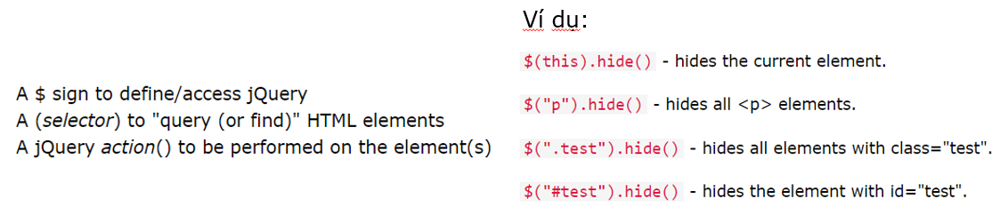 A $ sign to define/access jQuery
A (selector) to "query (or find)" HTML elements
A jQuery action() to be performed on the element(s)
Ví dụ:
$(this).hide() - hides the current element.
$("p").hide() - hides all <p> elements.
$(".test").hide() - hides all elements with class="test".
$("#test").hide() - hides the element with id="test".